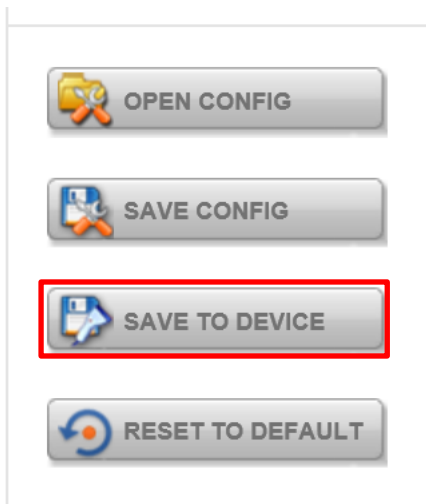 OPEN CONFIG
SAVE CONFIG
SAVE TO DEVICE
RESET TO DEFAULT